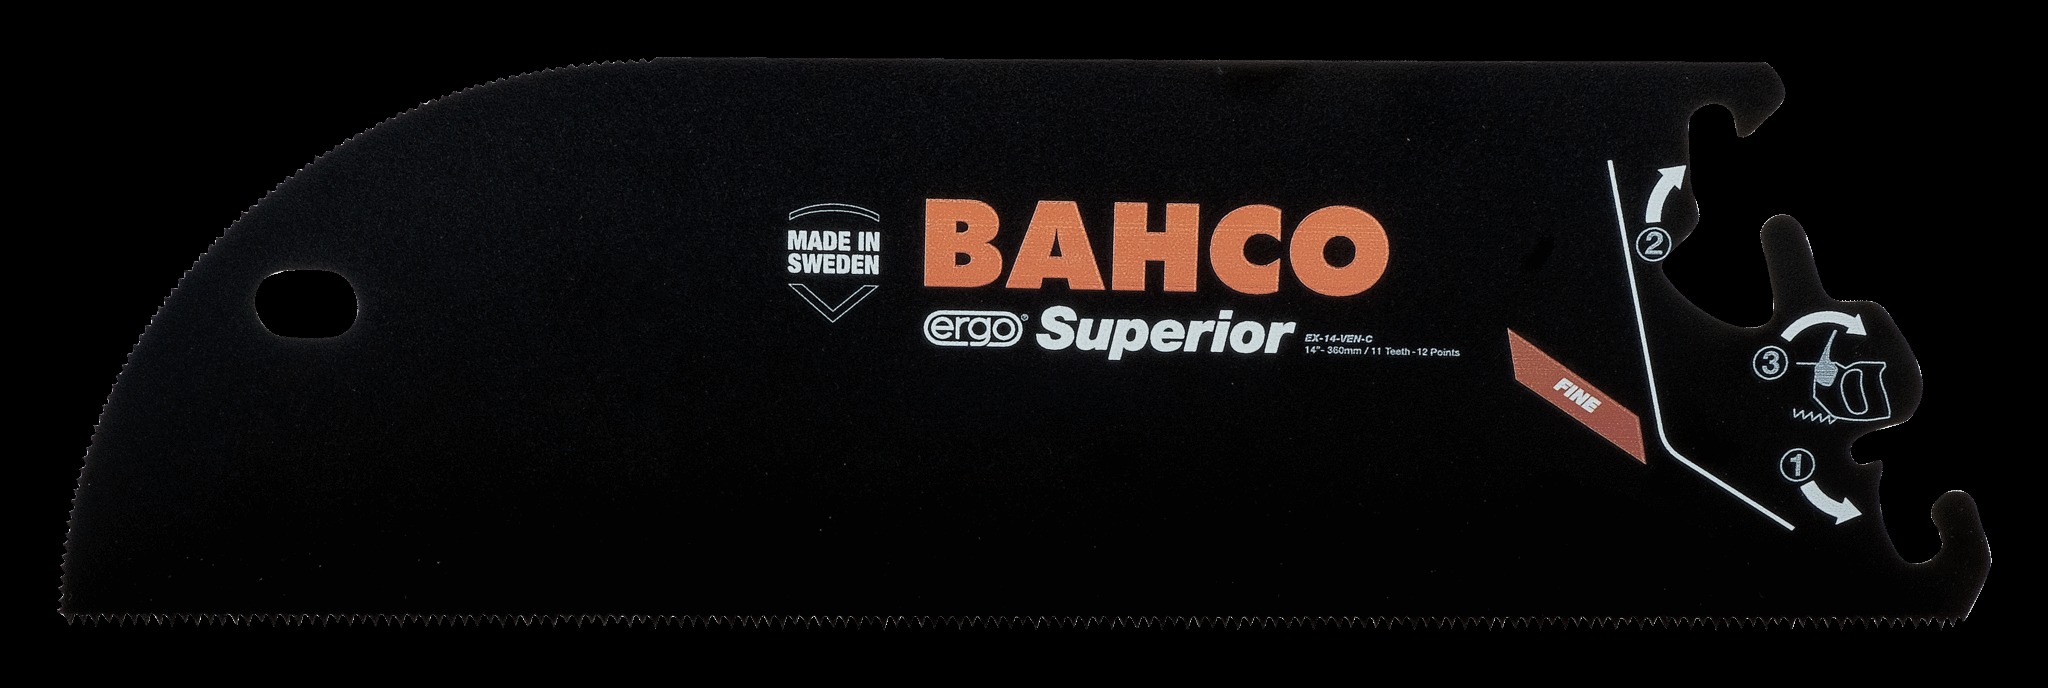 MADE IN
SWEDEN
BAHCO
ergo® Superior
EX-14-VEN-C
14"- 360mm / 11 Teeth - 12 Points
FINE
2
3
1